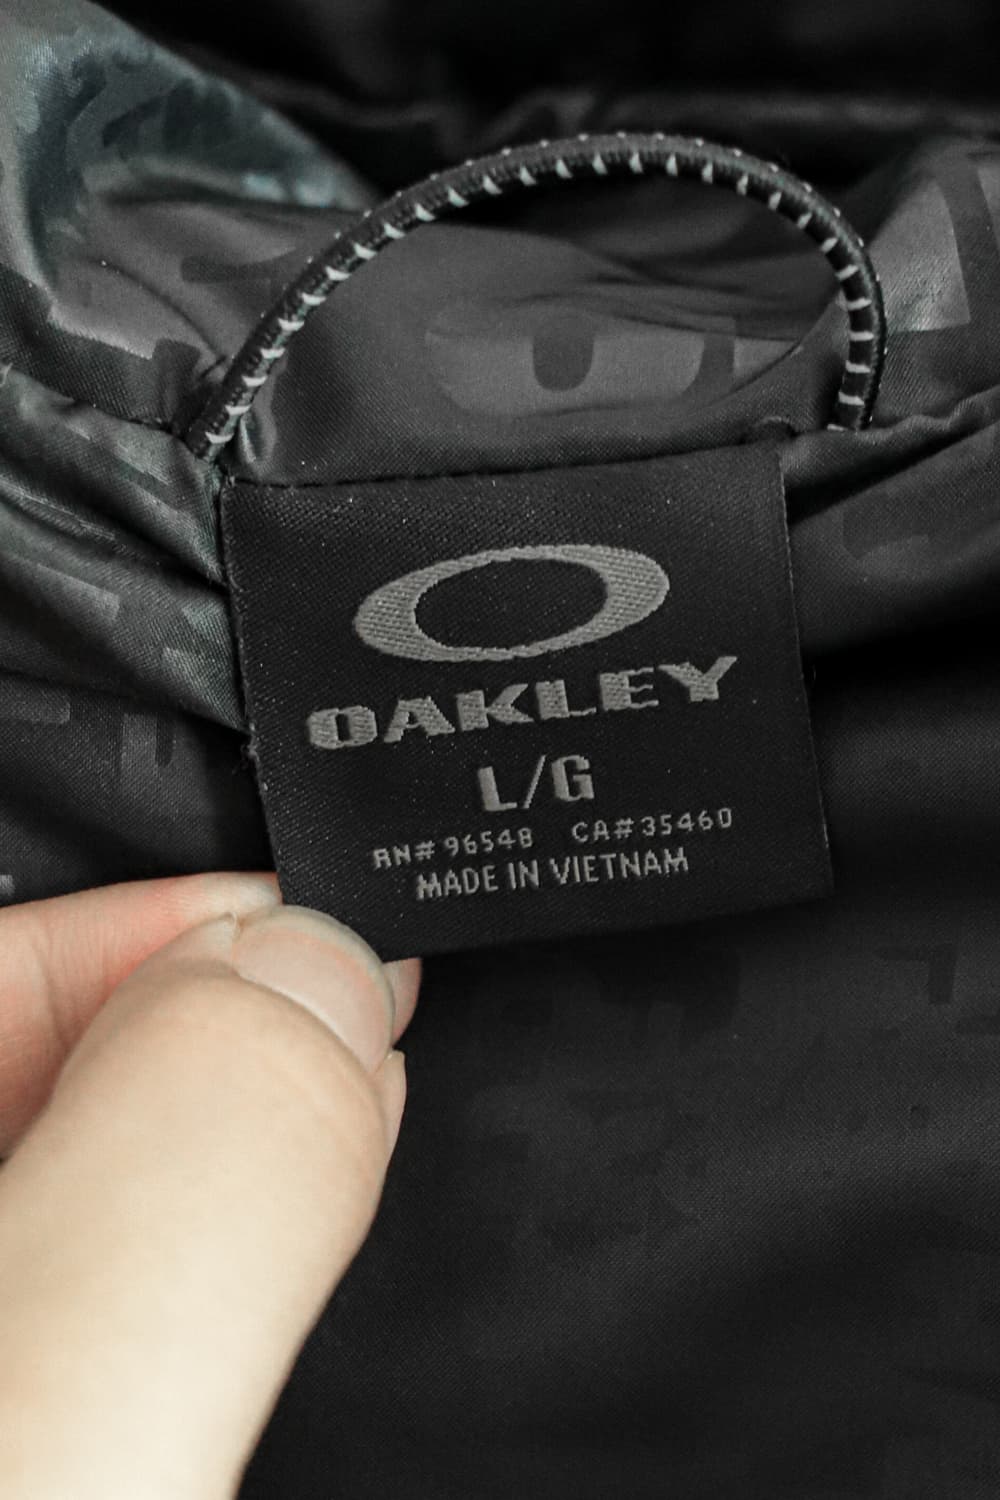 OAKLEY
L/G
RN# 96548 CA# 35460
MADE IN VIETNAM